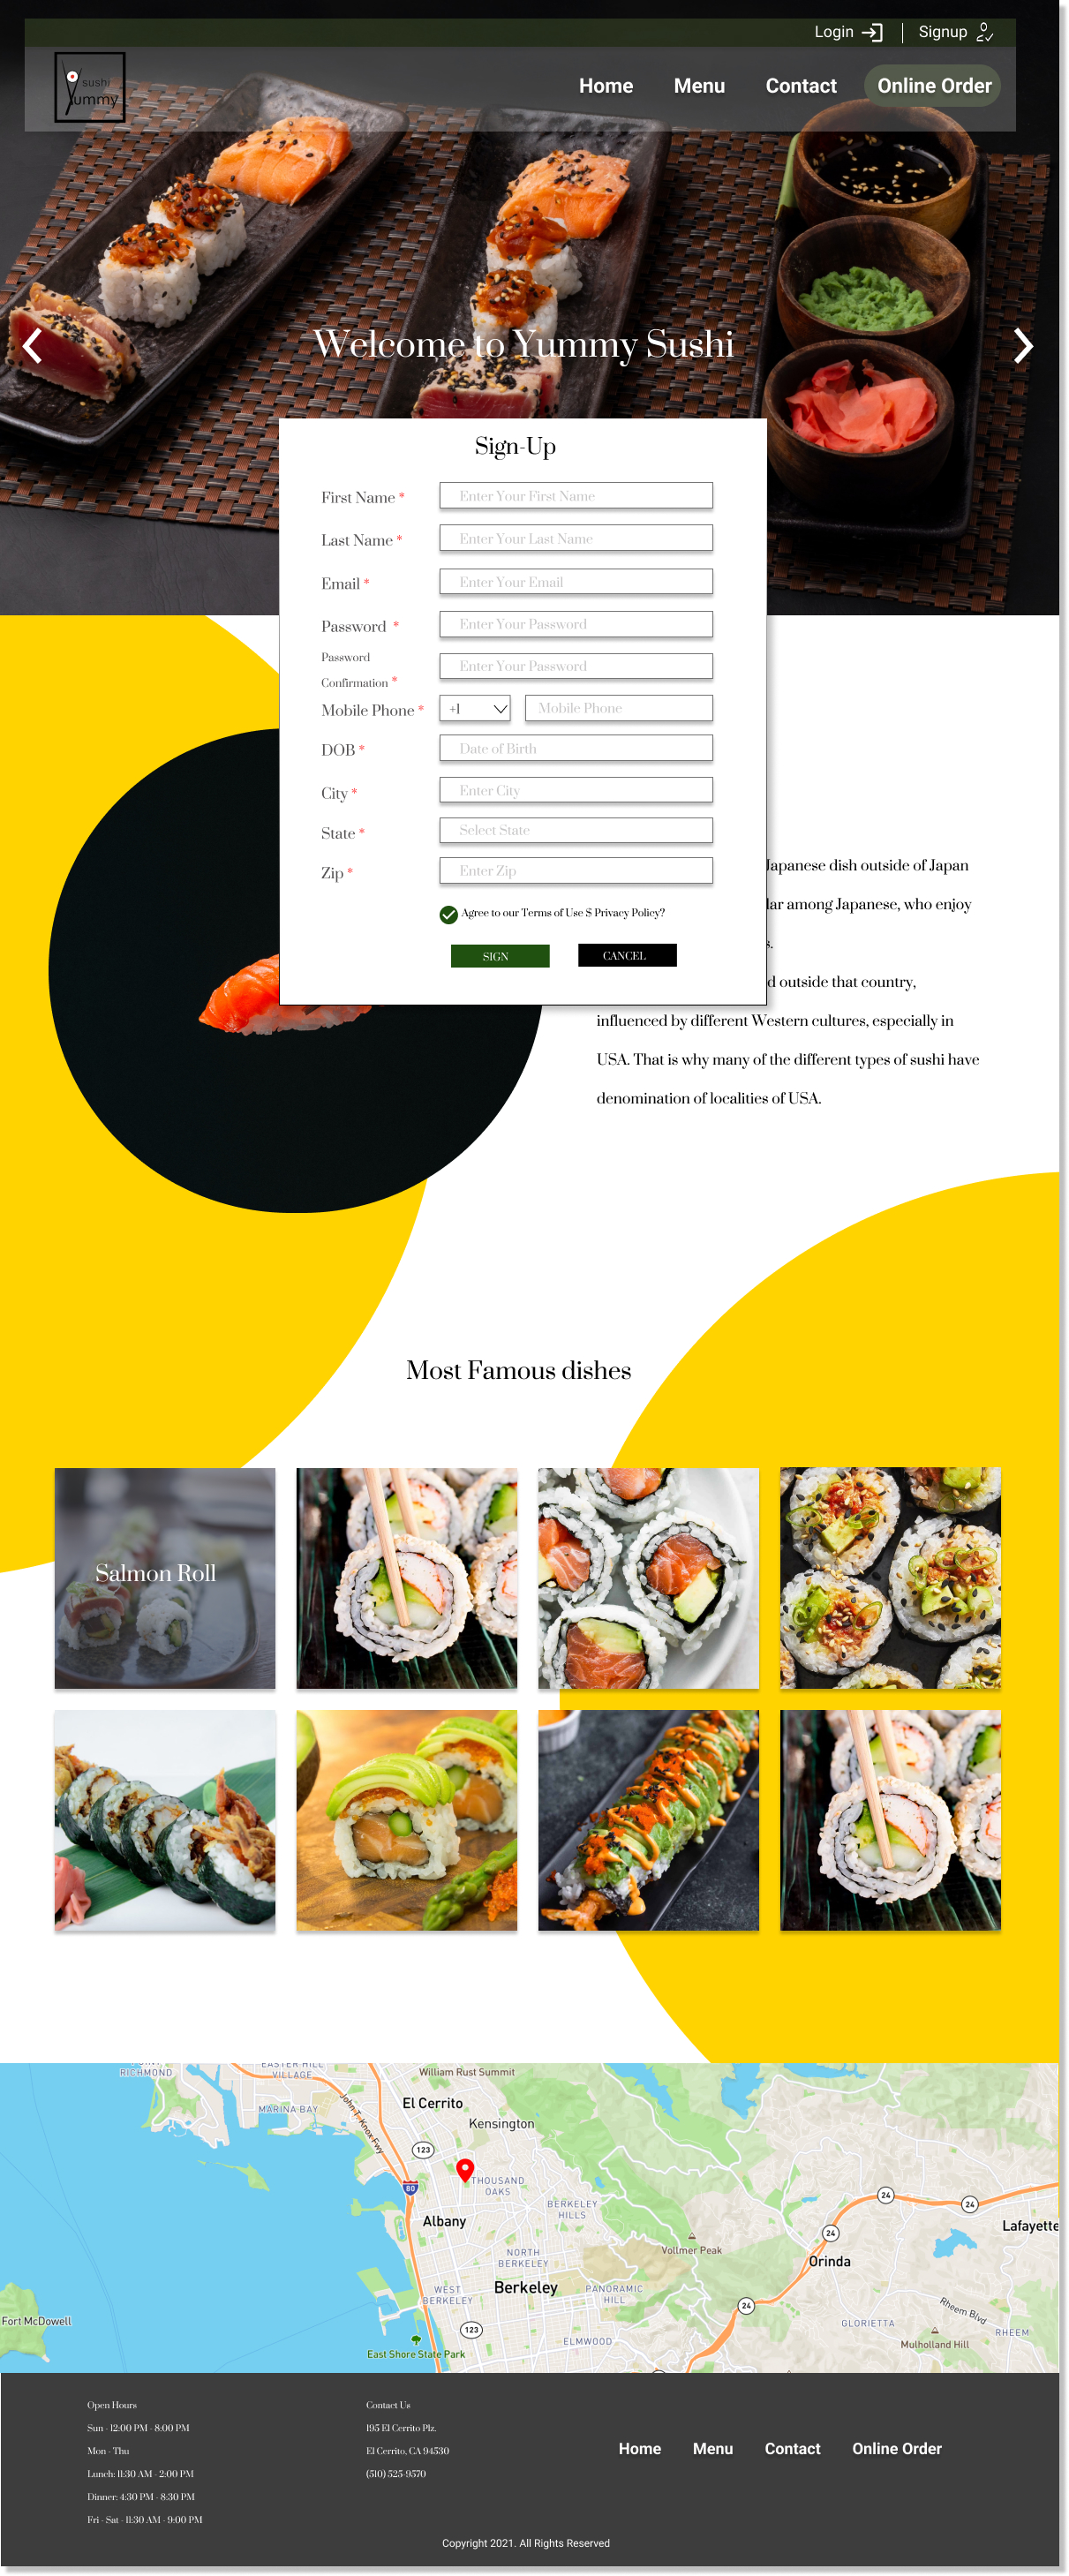 Login
Signup
sushi
Yummy
Home
Menu
Contact
Online Order
Welcome to Yummy Sushi
Sign-Up
First Name *
Enter Your First Name
Last Name *
Enter Your Last Name
Email *
Enter Your Email
Password *
Enter Your Password
Password
Confirmation *
Enter Your Password
Mobile Phone *
+1
Mobile Phone
DOB *
Date of Birth
City *
Enter City
State *
Select State
Zip *
Enter Zip
Agree to our Terms of Use $ Privacy Policy?
SIGN
CANCEL
Japanese dish outside of Japan
among Japanese, who enjoy
outside that country,
influenced by different Western cultures, especially in
USA. That is why many of the different types of sushi have
denomination of localities of USA.
Most Famous dishes
Salmon Roll
RICHMOND
EASTER HILL
VILLAGE
William Rust Summit
MARINA BAY
John T. Knox Fwy
El Cerrito
Kensington
123
THOUSAND
OAKS
80
BERKELEY
HILLS
24
24
Lafayette
Albany
24
NORTH
BERKELEY
Vollmer Peak
Orinda
WEST
BERKELEY
Berkeley
PANORAMIC
HILL
24
Rheem Blvd
Fort McDowell
123
GLORIETTA
RHEEM
ELMWOOD
Mulholland Hill
East Shore State Park
Open Hours
Sun - 12:00 PM - 8:00 PM
Mon - Thu
Lunch: 11:30 AM - 2:00 PM
Dinner: 4:30 PM - 8:30 PM
Fri - Sat - 11:30 AM - 9:00 PM
Contact Us
195 El Cerrito Plz.
El Cerrito, CA 94530
(510) 525-9570
Home
Menu
Contact
Online Order
Copyright 2021. All Rights Reserved